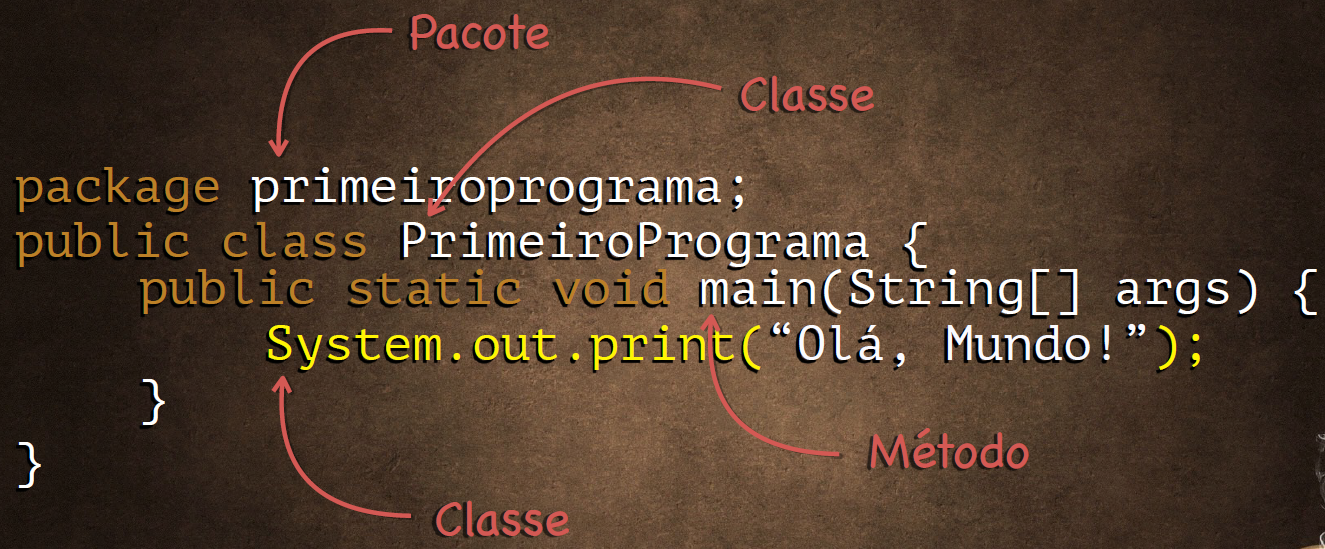 Pacote
Classe
package primeiroprograma;
public class PrimeiroPrograma {
public static void main(String[] args) {
System.out.print(“Olá, Mundo!”);
}
Método
}
Classe